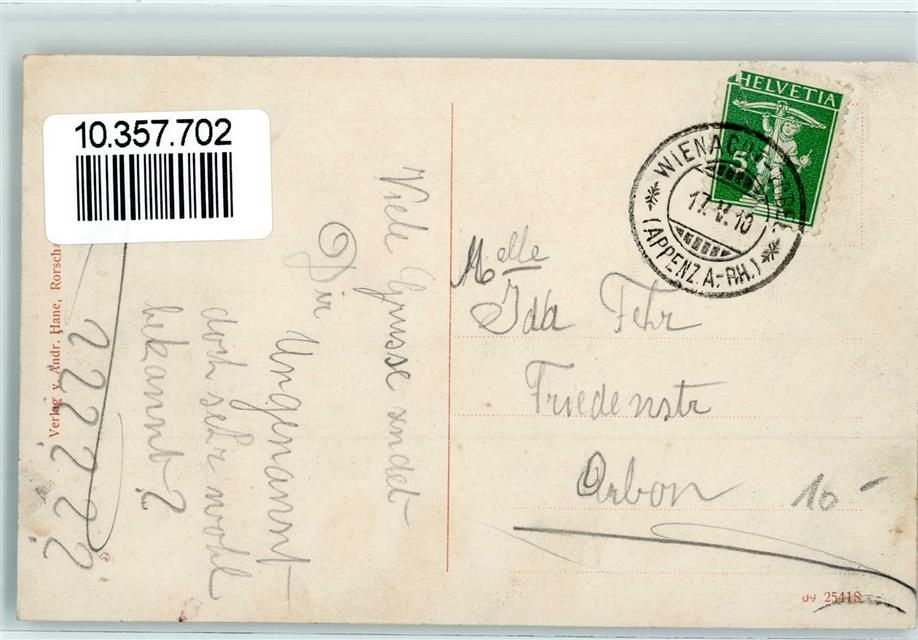 10.357.702
HELVETIA
5
WIENACHT
17. V. 10
(APPENZ. A.-RH.)
Viele Grüsse sendet
Dir Ungenannt
doch sehr wohl
bekannt?
? ? ? ? ?
Melle
Ida Fehr
Friedenstr
Arbon
10 -
Verlag v. Andr. Hane, Rorsch
09 25418